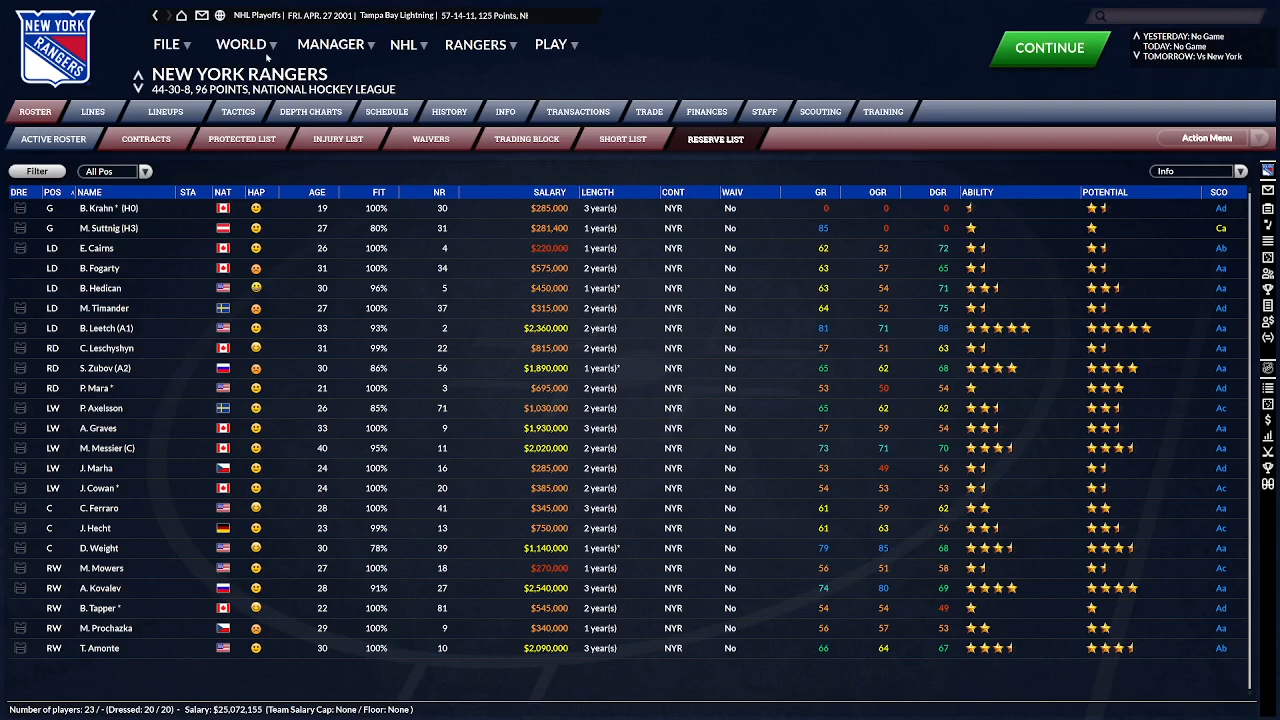 NEW YORK
RANGERS
NHL Playoffs | FRI. APR. 27 2001 | Tampa Bay Lightning | 57-14-11, 125 Points, NH
YESTERDAY: No Game
TODAY: No Game
TOMORROW: Vs New York
FILE WORLD MANAGER NHL RANGERS PLAY
CONTINUE
NEW YORK RANGERS
44-30-8, 96 POINTS, NATIONAL HOCKEY LEAGUE
ROSTER LINES LINEUPS TACTICS DEPTH CHARTS SCHEDULE HISTORY INFO TRANSACTIONS TRADE FINANCES STAFF SCOUTING TRAINING
ACTIVE ROSTER CONTRACTS PROTECTED LIST INJURY LIST WAIVERS TRADING BLOCK SHORT LIST RESERVE LIST Action Menu
Filter All Pos Info
DRE POS NAME STA NAT HAP AGE FIT NR SALARY LENGTH CONT WAIV GR OGR DGR ABILITY POTENTIAL SCO
G B. Krahn * (H0) 19 100% 30 $285,000 3 year(s) NYR No 0 0 0 Ad
G M. Suttnig (H3) 27 80% 31 $281,400 1 year(s) NYR No 85 0 0 Ca
LD E. Cairns 26 100% 4 $220,000 1 year(s) NYR No 62 52 72 Ab
LD B. Fogarty 31 100% 34 $575,000 2 year(s) NYR No 63 57 65 Aa
LD B. Hedican 30 96% 5 $450,000 1 year(s)* NYR No 63 54 71 Aa
LD M. Timander 27 100% 37 $315,000 2 year(s) NYR No 64 52 75 Ad
LD B. Leetch (A1) 33 93% 2 $2,360,000 1 year(s) NYR No 81 71 88 Aa
RD C. Leschyshyn 31 99% 22 $815,000 2 year(s) NYR No 57 51 63 Aa
RD S. Zubov (A2) 30 86% 56 $1,890,000 1 year(s)* NYR No 65 62 68 Aa
RD P. Mara * 21 100% 3 $695,000 2 year(s) NYR No 53 50 54 Ad
LW P. Axelsson 26 85% 71 $1,030,000 2 year(s) NYR No 65 62 62 Ac
LW A. Graves 33 100% 9 $1,930,000 3 year(s) NYR No 57 59 54 Aa
LW M. Messier (C) 40 95% 11 $2,020,000 3 year(s) NYR No 73 71 70 Aa
LW J. Marha 24 100% 16 $285,000 2 year(s) NYR No 53 49 56 Ad
LW J. Cowan * 24 100% 20 $385,000 2 year(s) NYR No 54 53 53 Ac
C C. Ferraro 28 100% 41 $345,000 3 year(s) NYR No 61 59 62 Aa
C J. Hecht 23 99% 13 $750,000 2 year(s) NYR No 61 63 56 Ac
C D. Weight 30 78% 39 $1,140,000 1 year(s)* NYR No 79 85 68 Aa
RW M. Mowers 27 100% 18 $270,000 1 year(s) NYR No 56 51 58 Ac
RW A. Kovalev 28 91% 27 $2,540,000 3 year(s) NYR No 74 80 69 Aa
RW B. Tapper * 22 100% 81 $545,000 2 year(s) NYR No 54 54 49 Ad
RW M. Prochazka 29 100% 9 $340,000 1 year(s) NYR No 56 57 53 Aa
RW T. Amonte 30 100% 10 $2,090,000 3 year(s) NYR No 66 64 67 Ab
Number of players: 23 / - (Dressed: 20 / 20) - Salary: $25,072,155 (Team Salary Cap: None / Floor: None )